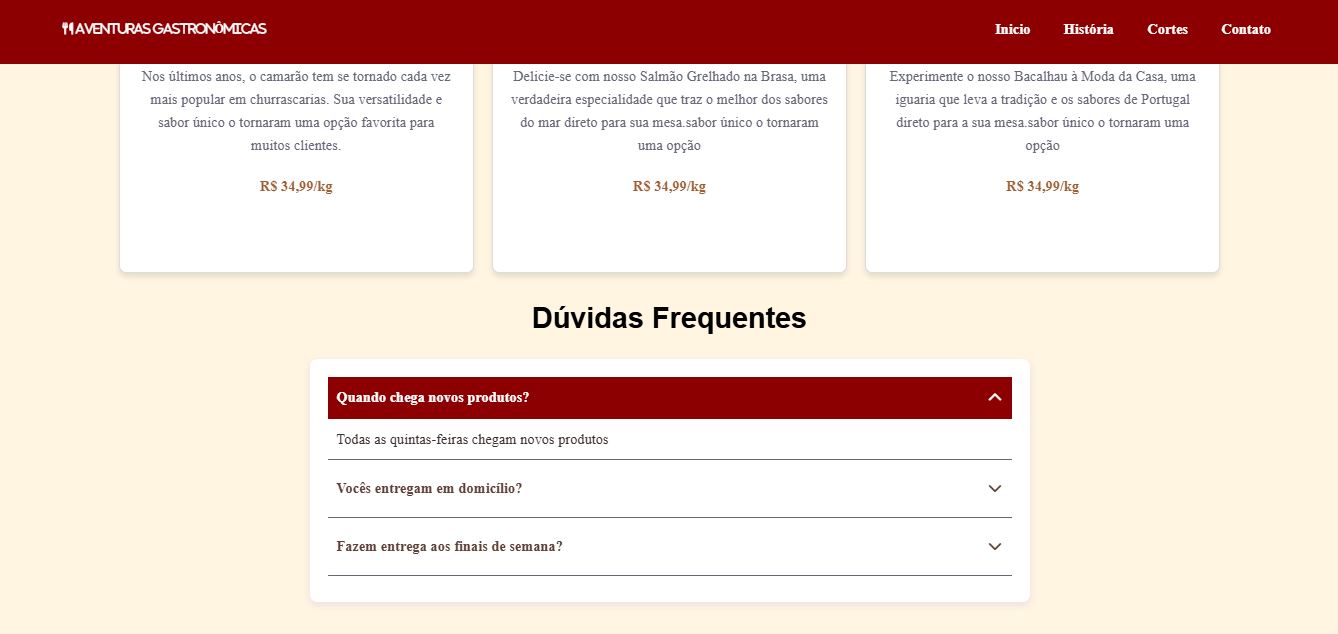 AVENTURAS GASTRONÔMICAS
Inicio História Cortes Contato
Nos últimos anos, o camarão tem se tornado cada vez
mais popular em churrascarias. Sua versatilidade e
sabor único o tornaram uma opção favorita para
muitos clientes.
R$ 34,99/kg
Delicie-se com nosso Salmão Grelhado na Brasa, uma
verdadeira especialidade que traz o melhor dos sabores
do mar direto para sua mesa.sabor único o tornaram
uma opção
R$ 34,99/kg
Experimente o nosso Bacalhau à Moda da Casa, uma
iguaria que leva a tradição e os sabores de Portugal
direto para a sua mesa.sabor único o tornaram uma
opção
R$ 34,99/kg
Dúvidas Frequentes
Quando chega novos produtos?
Todas as quintas-feiras chegam novos produtos
Vocês entregam em domicílio?
Fazem entrega aos finais de semana?